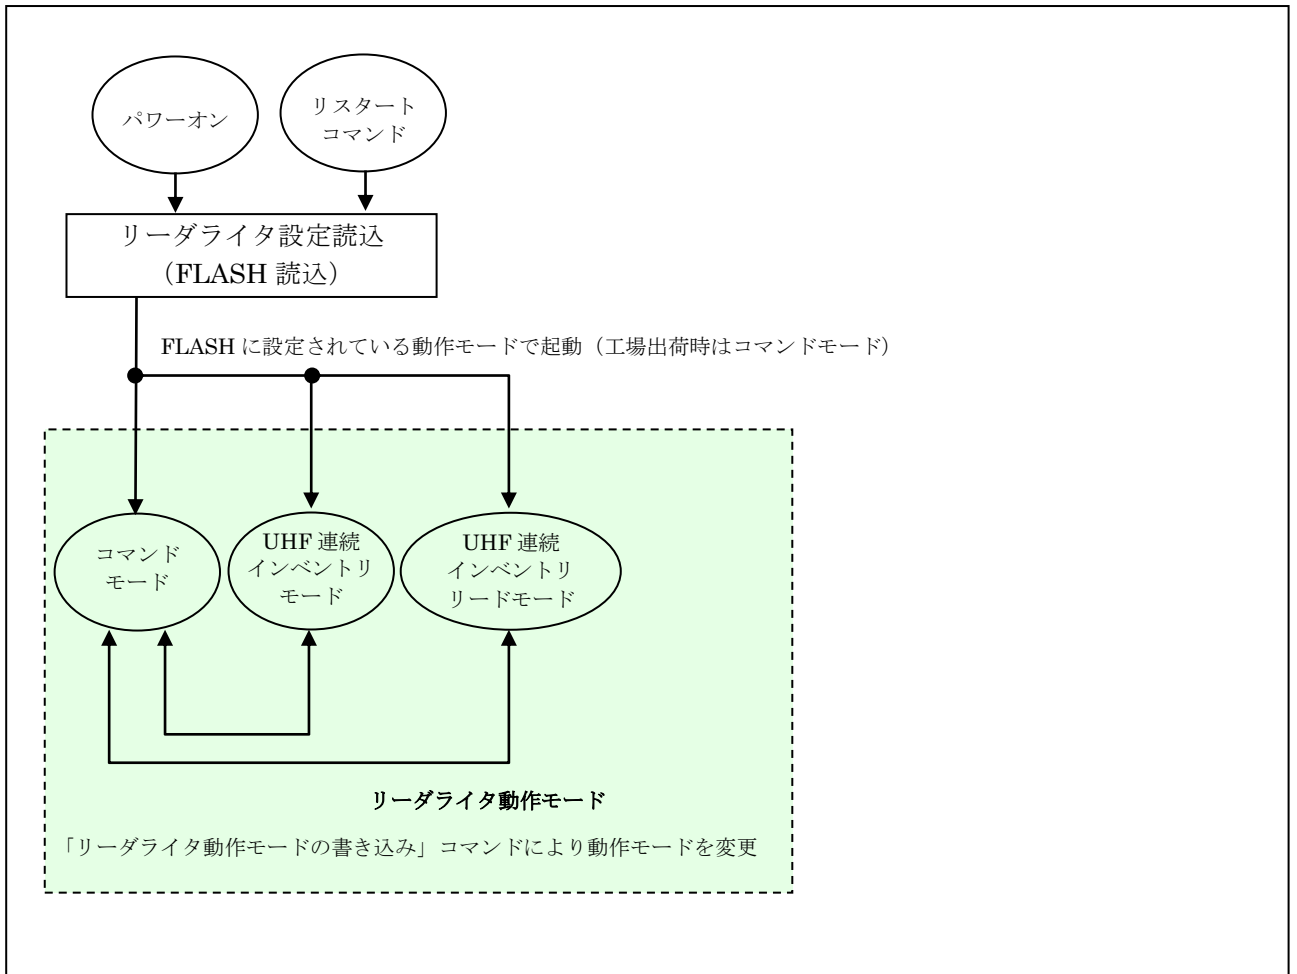 パワーオン
リスタート
コマンド
リーダライタ設定読込
（FLASH 読込）
FLASH に設定されている動作モードで起動（工場出荷時はコマンドモード）
コマンド
モード
UHF 連続
インベントリ
モード
UHF 連続
インベントリ
リードモード
リーダライタ動作モード
「リーダライタ動作モードの書き込み」コマンドにより動作モードを変更